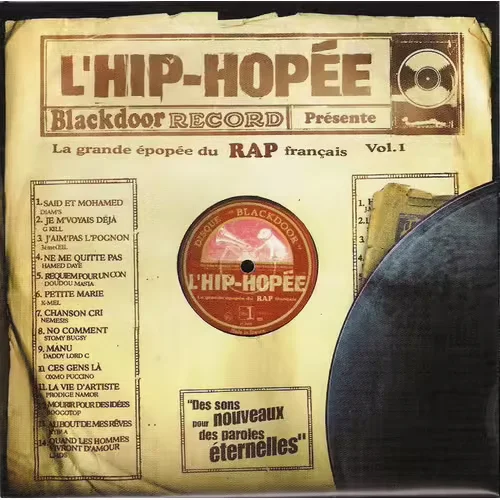 L'HIP-HOPÉE
Blackdoor RECORD Présente
La grande épopée du RAP français Vol.1
1. SAID ET MOHAMED
DIAM'S
2. JE M'VOYAIS DÉJÀ
G KILL
3. J'AIM'PAS L'POGNON
3èmeŒIL
4. NE ME QUITTE PAS
HAMED DAYE
5. REQUEM POUR UN CON
DOUDOU MASTA
6. PETITE MARIE
K-MEL
7. CHANSON CRI
NEMESIS
8. NO COMMENT
STOMY BUGSY
9. MANU
DADDY LORD C
10. CES GENS LÀ
OXMO PUCCINO
11. LA VIE D'ARTISTE
PRODIGE NAMOR
MOURIR POUR DES IDÉES
BOOGOTOP
AU BOUT DE MES RÊVES
14. QUAND LES HOMMES
VIVRONT D'AMOUR
DISQUE BLACKDOOR
L'HIP-HOPÉE
La grande épopée du RAP français
"Des sons
pour nouveaux
des paroles
éternelles"